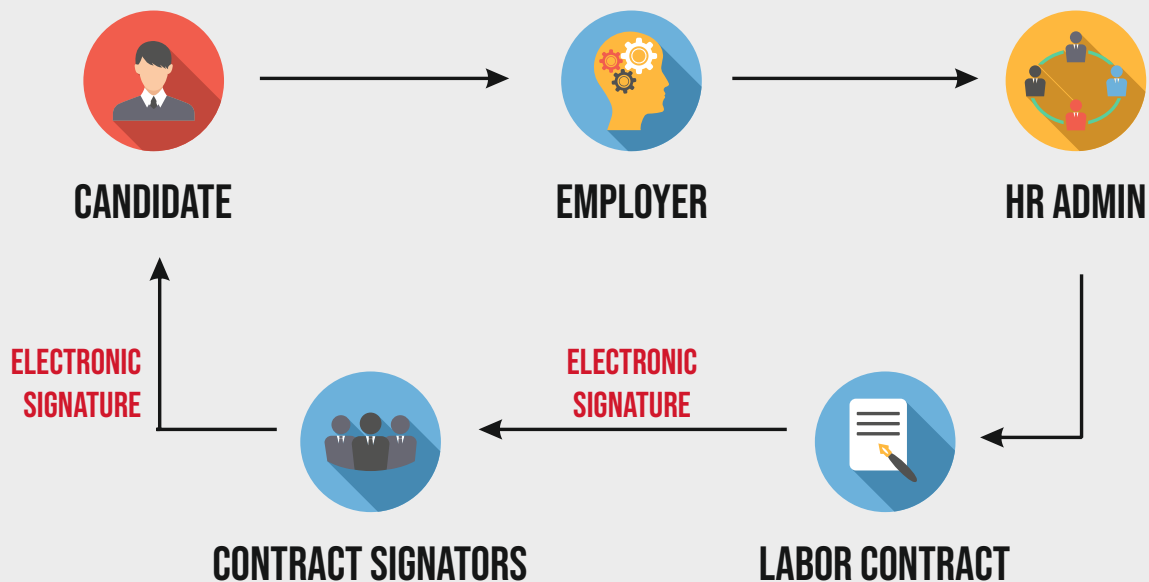 CANDIDATE
EMPLOYER
HR ADMIN
ELECTRONIC
SIGNATURE
ELECTRONIC
SIGNATURE
CONTRACT SIGNATORS
LABOR CONTRACT